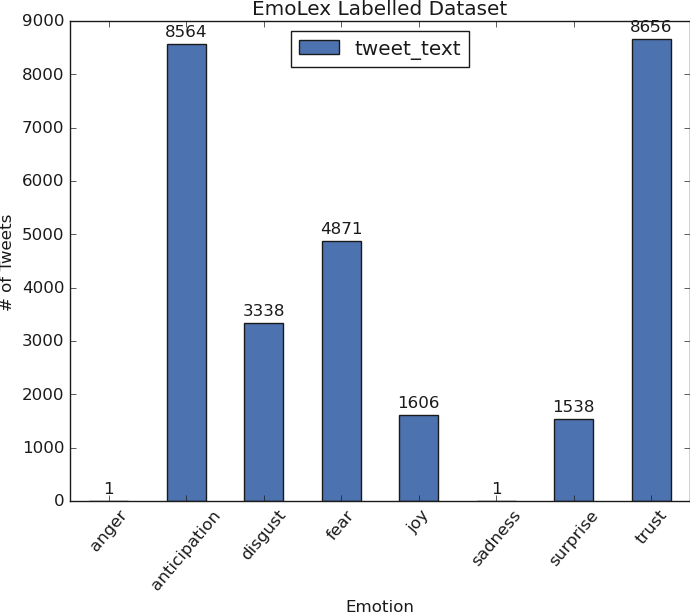 EmoLex Labelled Dataset
tweet_text
# of Tweets
9000
8000
7000
6000
5000
4000
3000
2000
1000
0
1
8564
3338
4871
1606
1
1538
8656
anger
anticipation
disgust
fear
joy
sadness
surprise
trust
Emotion